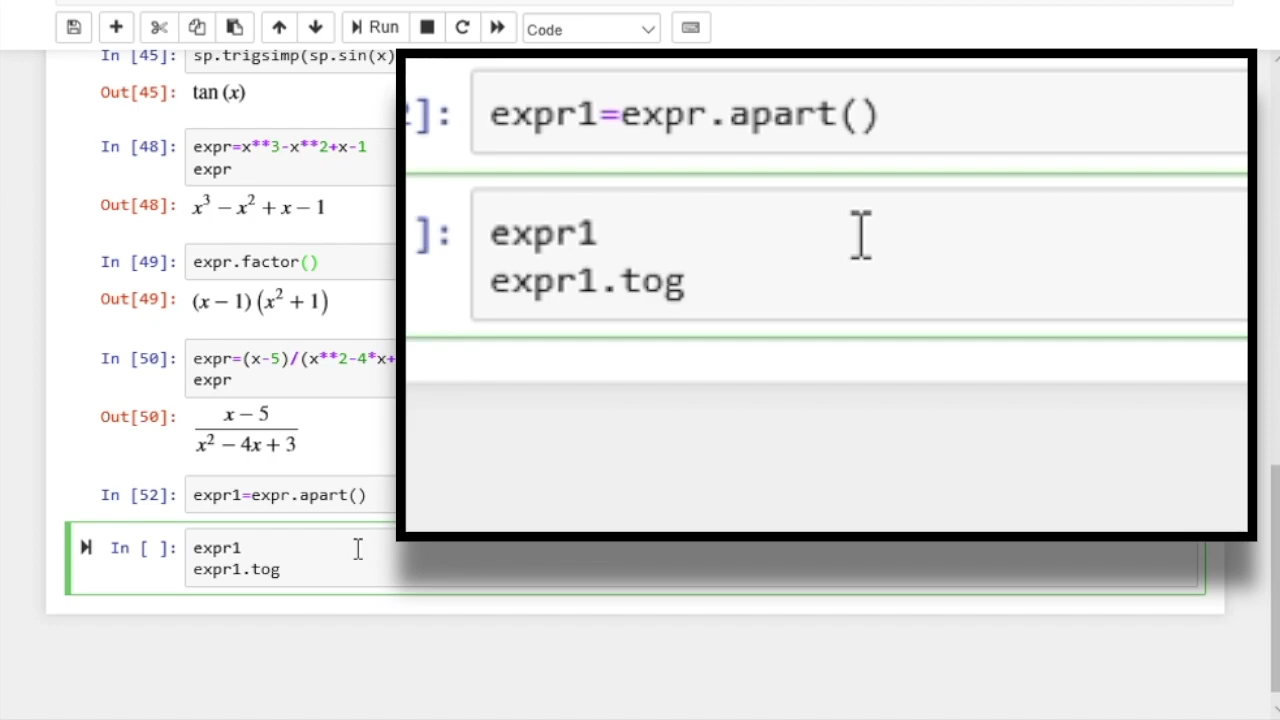 Run
Code
In [45]: sp.trigsimp(sp.sin(x)
Out[45]: tan (x)
In [48]: expr=x**3-x**2+x-1
expr
Out[48]: x³ − x² + x − 1
In [49]: expr.factor()
Out[49]: (x − 1) (x² + 1)
In [50]: expr=(x-5)/(x**2-4*x+
expr
Out[50]: x − 5
x² − 4x + 3
In [52]: expr1=expr.apart()
In [ ]: expr1
expr1.tog
]: expr1=expr.apart()
]: expr1
expr1.tog